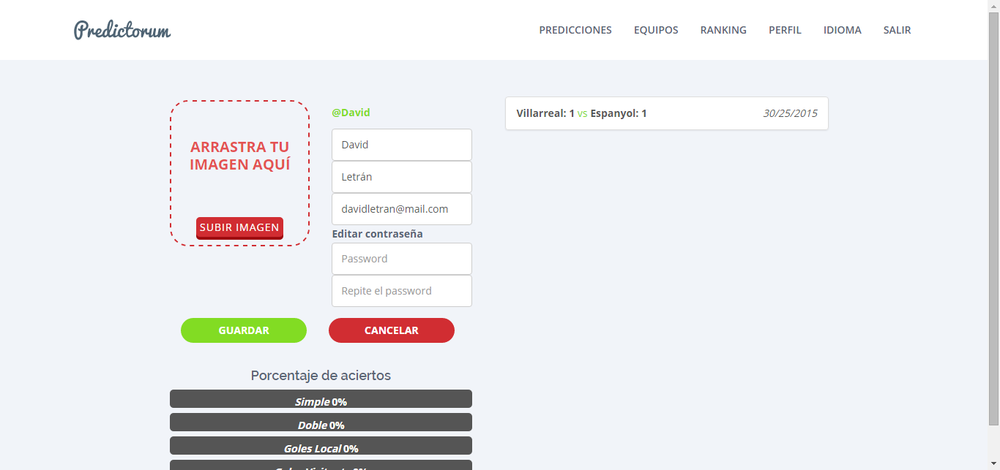 Predictorum
PREDICCIONES EQUIPOS RANKING PERFIL IDIOMA SALIR
ARRASTRA TU
IMAGEN AQUÍ
SUBIR IMAGEN
@David
David
Letrán
davidletran@mail.com
Editar contraseña
Password
Repite el password
GUARDAR
CANCELAR
Villarreal: 1 vs Espanyol: 1 30/25/2015
Porcentaje de aciertos
Simple 0%
Doble 0%
Goles Local 0%